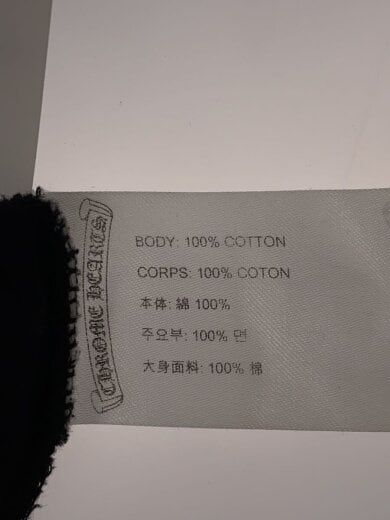 CHROME HEARTS
BODY: 100% COTTON
CORPS: 100% COTON
本体: 綿 100%
주요부: 100% 면
大身面料: 100% 棉